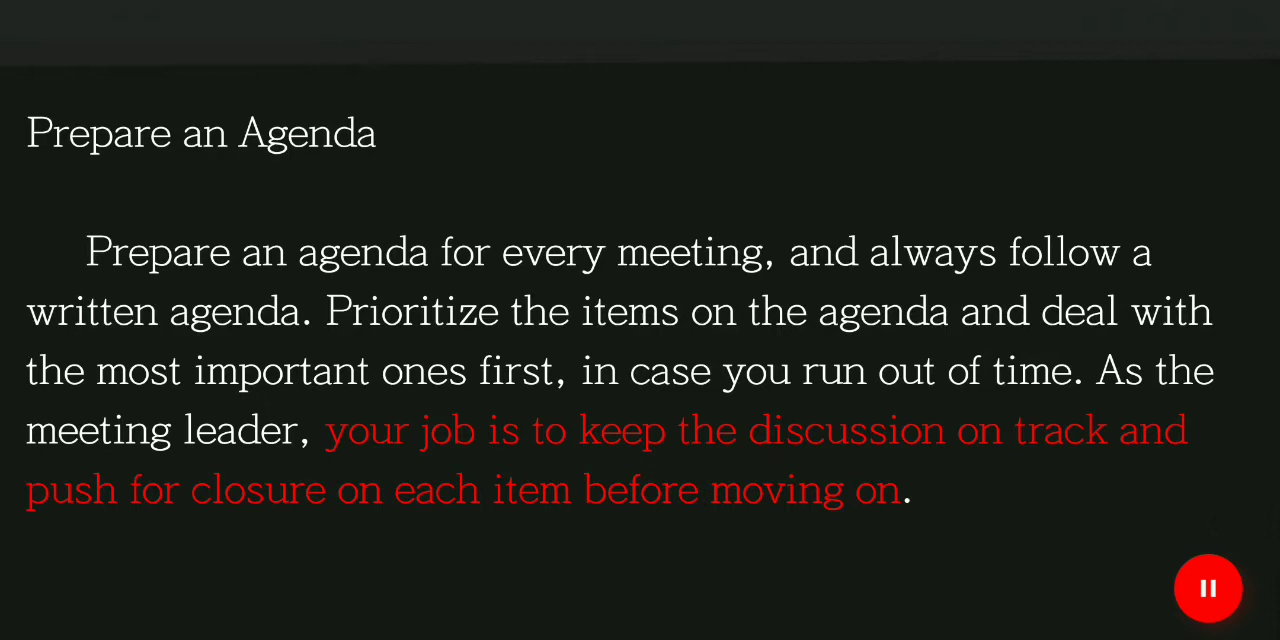 Prepare an Agenda
Prepare an agenda for every meeting, and always follow a
written agenda. Prioritize the items on the agenda and deal with
the most important ones first, in case you run out of time. As the
meeting leader, your job is to keep the discussion on track and
push for closure on each item before moving on.